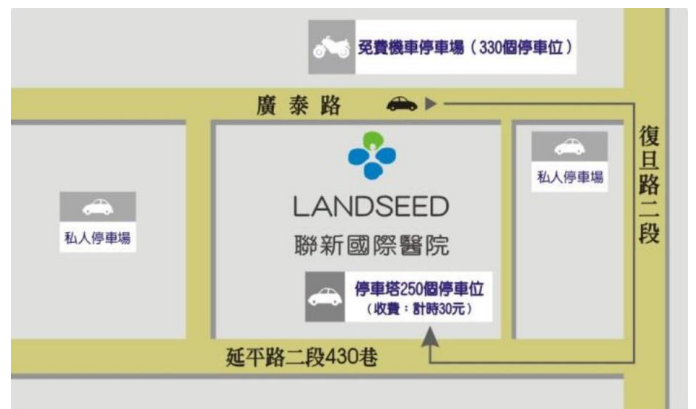 免費機車停車場（330個停車位）
廣泰路
復旦路二段
私人停車場
LANDSEED
聯新國際醫院
私人停車場
停車塔250個停車位
（收費：計時30元）
延平路二段430巷